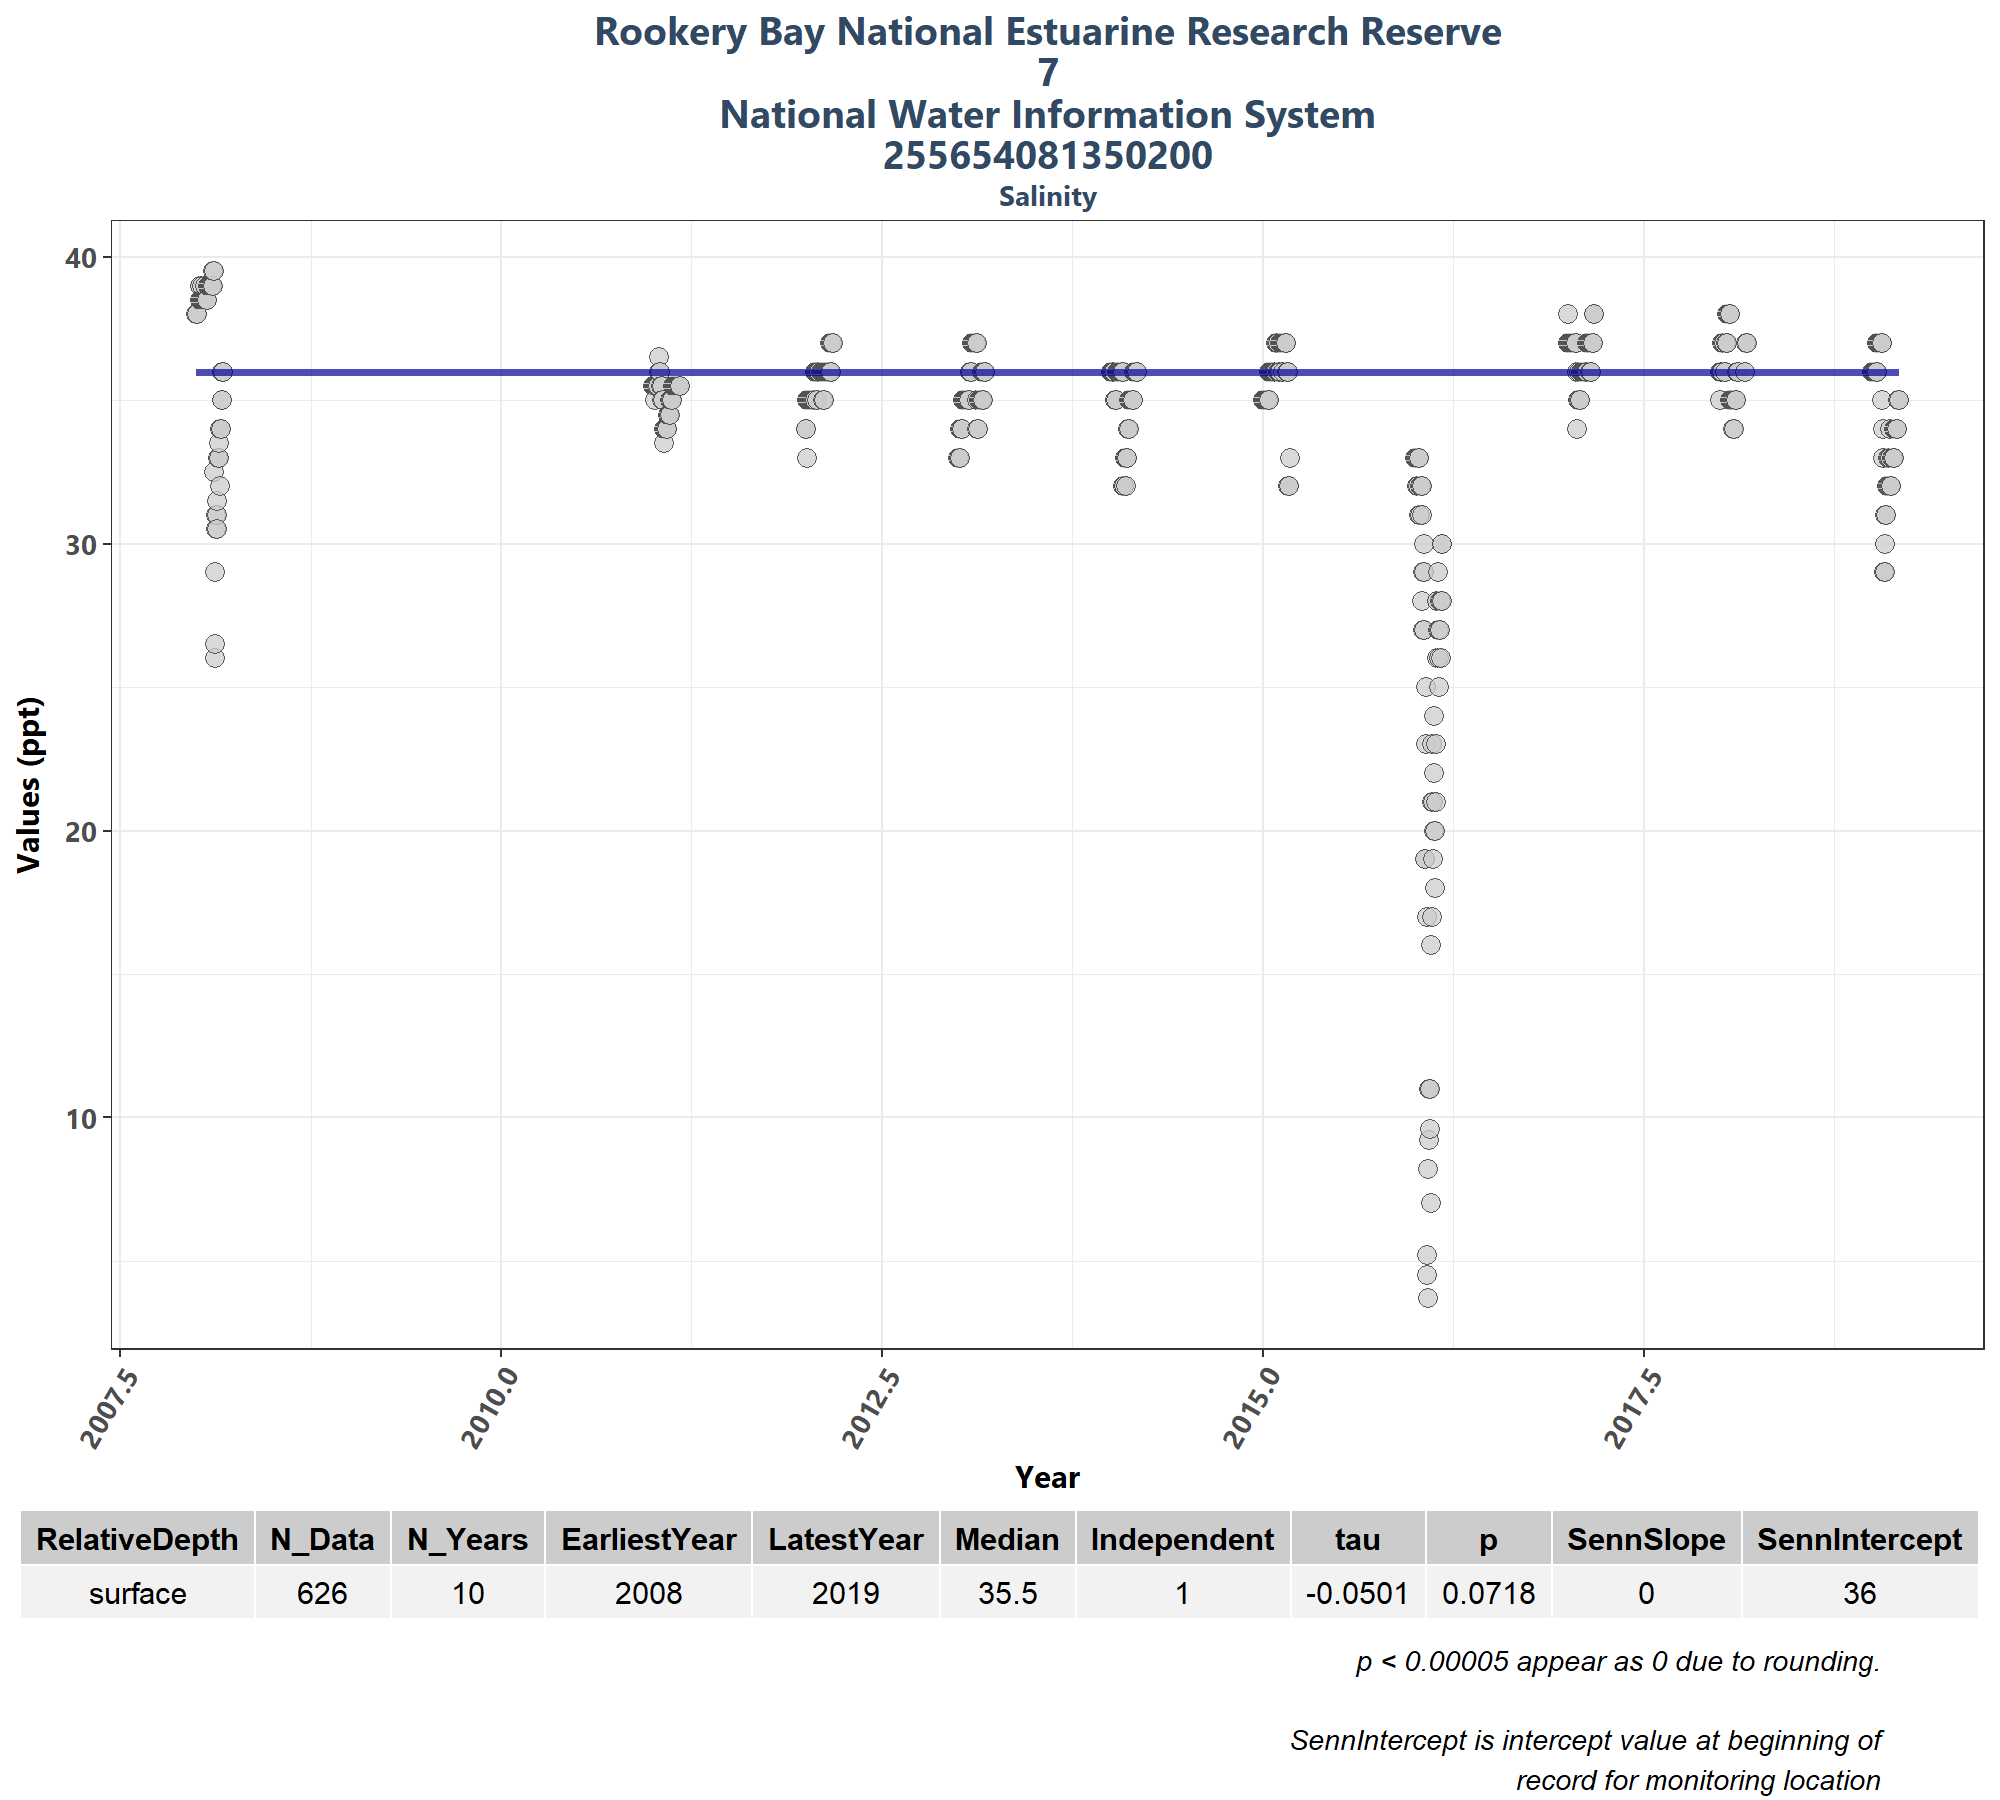 Rookery Bay National Estuarine Research Reserve
7
National Water Information System
255654081350200
Salinity
40
30
20
10
Values (ppt)
2007.5
2010.0
2012.5
2015.0
2017.5
Year
RelativeDepth N_Data N_Years EarliestYear LatestYear Median Independent tau p SennSlope SennIntercept
surface 626 10 2008 2019 35.5 1 -0.0501 0.0718 0 36
p < 0.00005 appear as 0 due to rounding.
SennIntercept is intercept value at beginning of
record for monitoring location